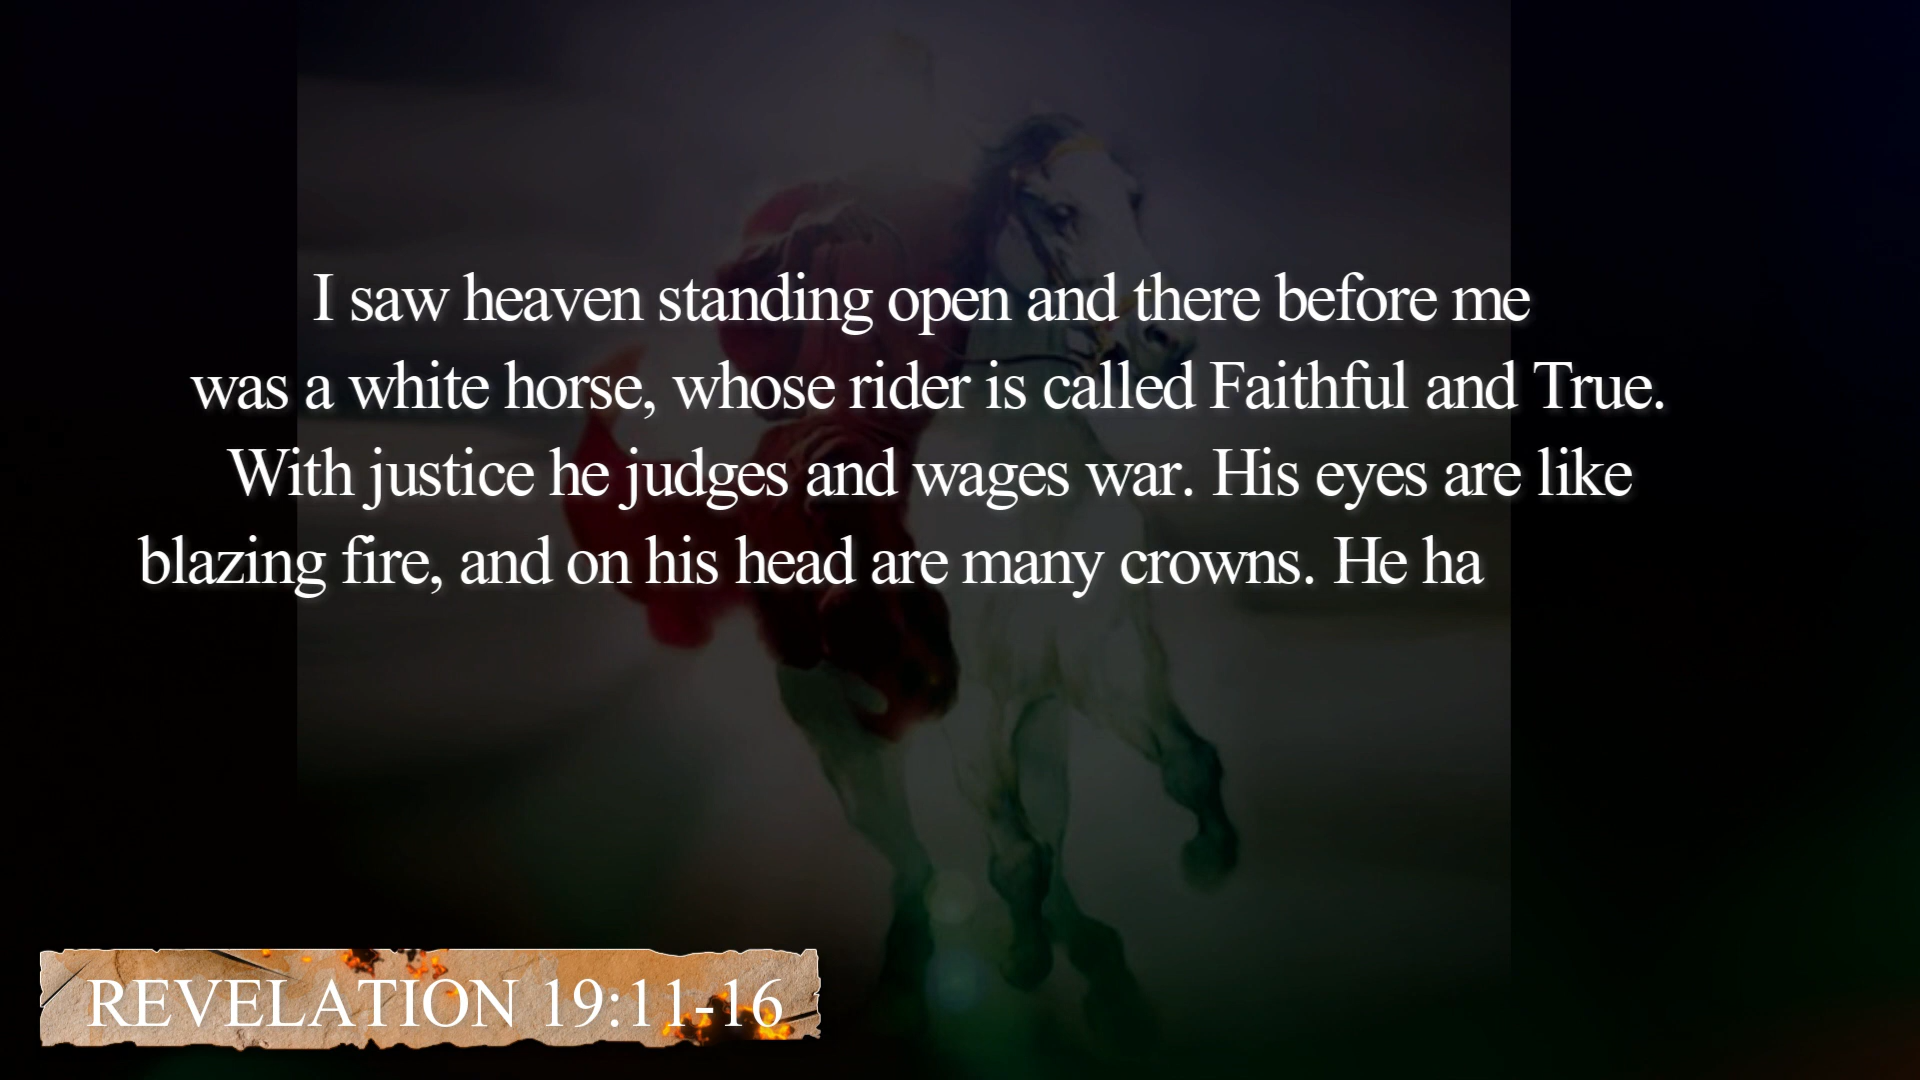 I saw heaven standing open and there before me
was a white horse, whose rider is called Faithful and True.
With justice he judges and wages war. His eyes are like
blazing fire, and on his head are many crowns. He ha
REVELATION 19:11-16